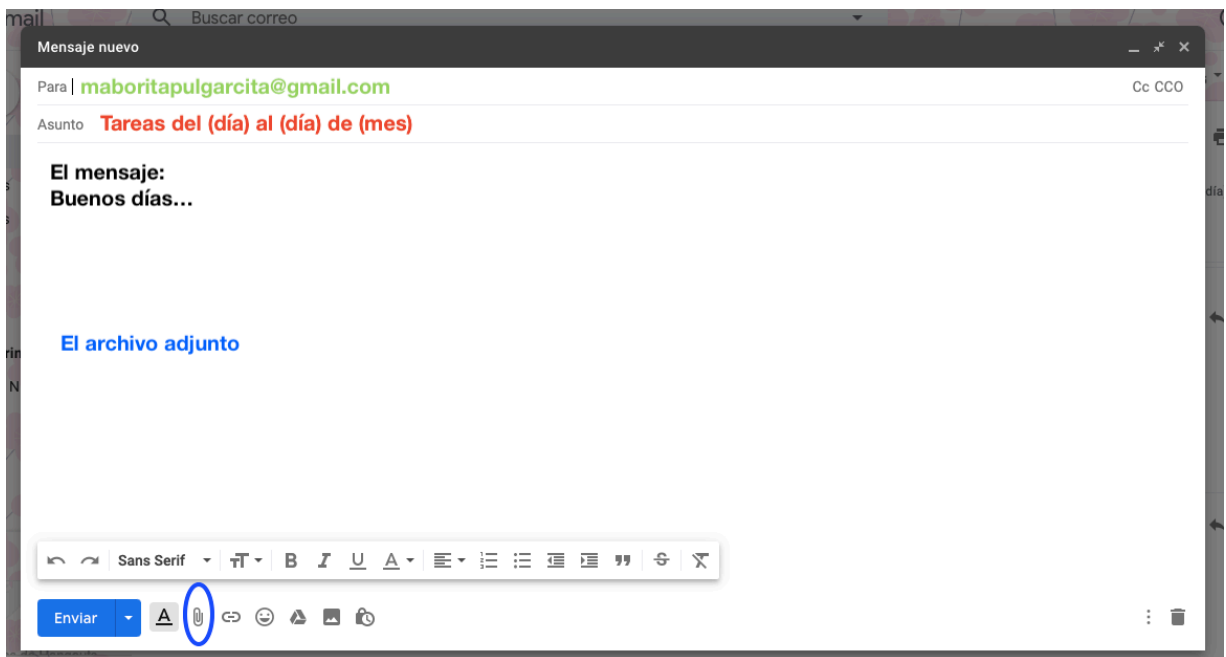 mail
Buscar correo
Mensaje nuevo
Para maboritapulgarcita@gmail.com Cc CCO
Asunto Tareas del (día) al (día) de (mes)
El mensaje:
Buenos días...
día
El archivo adjunto
N
Sans Serif
Enviar